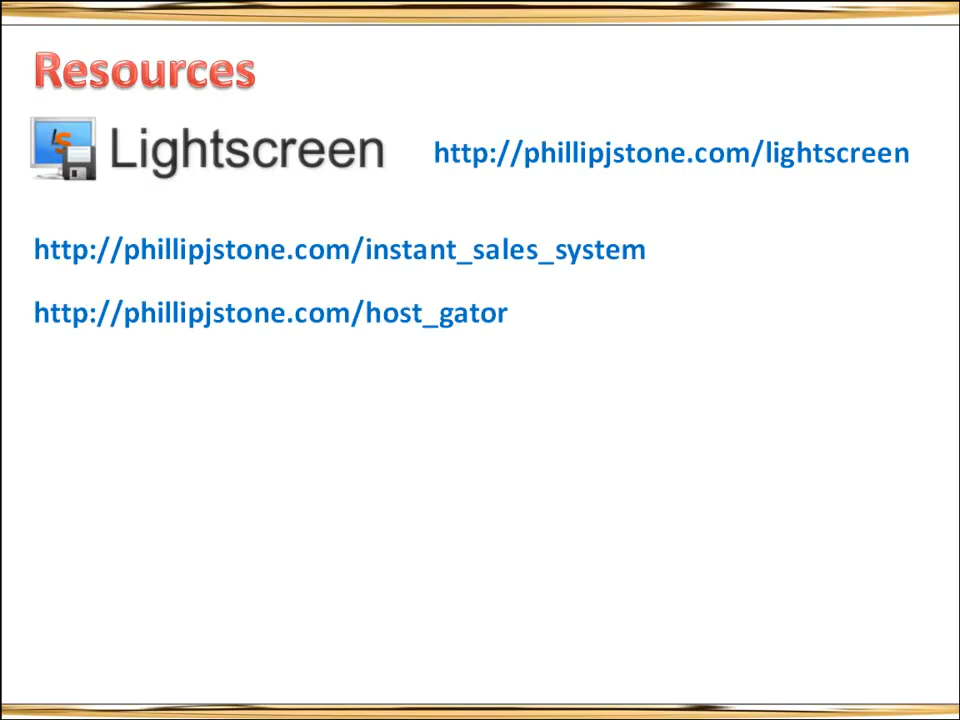 Resources
Lightscreen http://phillipjstone.com/lightscreen
http://phillipjstone.com/instant_sales_system
http://phillipjstone.com/host_gator